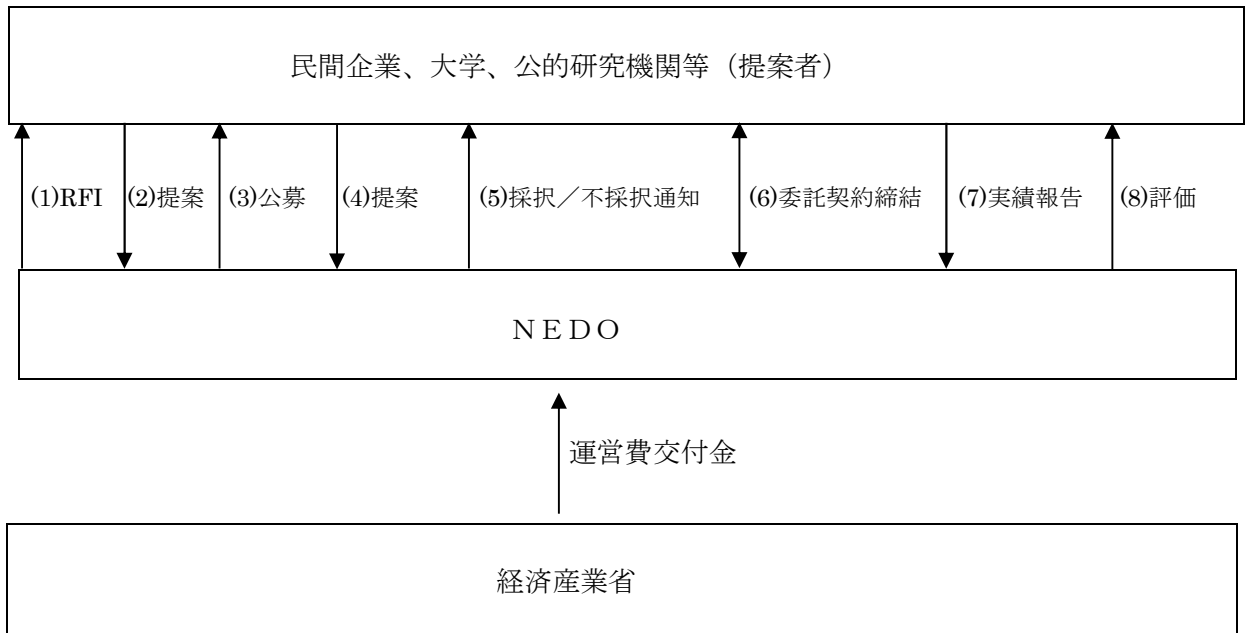 民間企業、大学、公的研究機関等（提案者）
(1)RFI (2)提案 (3)公募 (4)提案 (5)採択／不採択通知 (6)委託契約締結 (7)実績報告 (8)評価
ＮＥＤＯ
運営費交付金
経済産業省